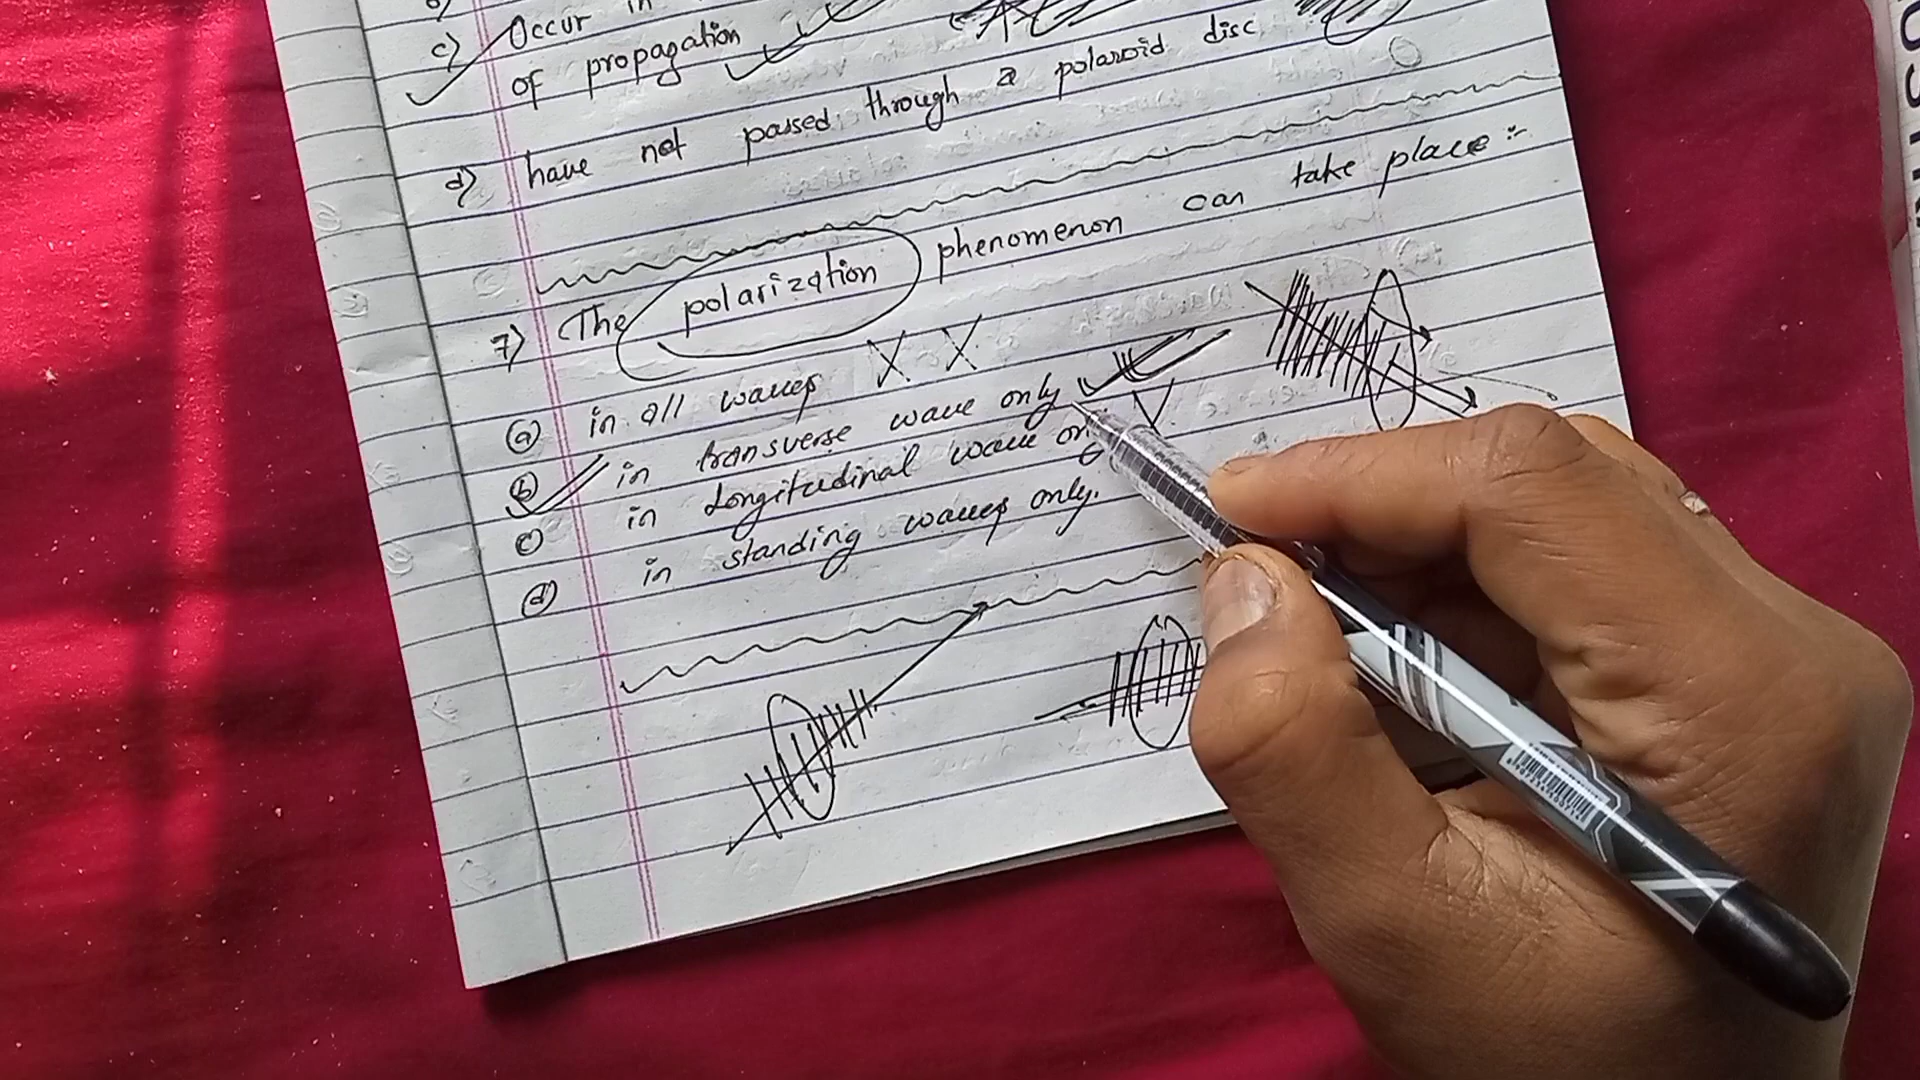 c) Occur in
of propagation
d) have not passed through a polaroid disc
7) The polarization phenomenon can take place :-
(a) in all waves
(b) in transverse wave only
(c) in Longitudinal wave
(d) in standing waves only.